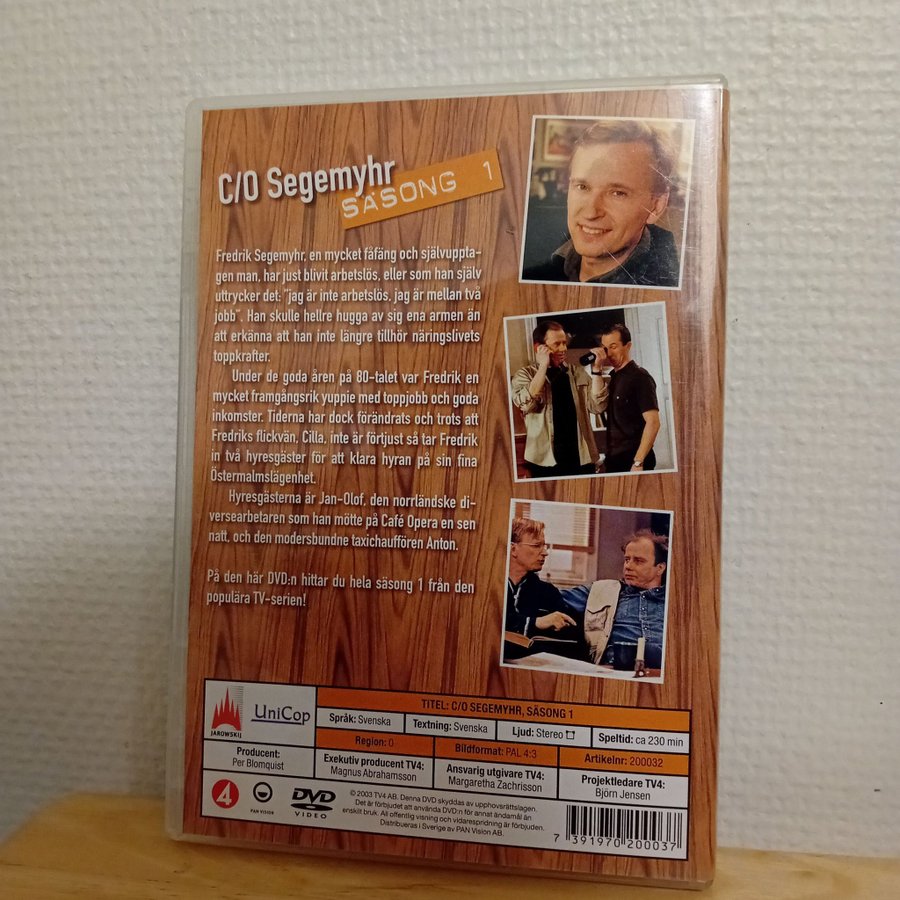 C/O Segemyhr
SÄSONG 1
Fredrik Segemyhr, en mycket fåfäng och självuppta-
gen man, har just blivit arbetslös, eller som han själv
uttrycker det: "jag är inte arbetslös, jag är mellan två
jobb". Han skulle hellre hugga av sig ena armen än
att erkänna att han inte längre tillhör näringslivets
toppkrafter.
Under de goda åren på 80-talet var Fredrik en
mycket framgångsrik yuppie med toppjobb och goda
inkomster. Tiderna har dock förändrats och trots att
Fredriks flickvän, Cilla, inte är förtjust så tar Fredrik
in två hyresgäster för att klara hyran på sin fina
Östermalmslägenhet.
Hyresgästerna är Jan-Olof, den norrländske di-
versearbetaren som han mötte på Café Opera en sen
natt, och den modersbundne taxichauffören Anton.
På den här DVD:n hittar du hela säsong 1 från den
populära TV-serien!
JAROWSKIJ
UniCop
TITEL: C/O SEGEMYHR, SÄSONG 1
Språk: Svenska
Textning: Svenska
Ljud: Stereo
Speltid: ca 230 min
Region: 0
Bildformat: PAL 4:3
Artikelnr: 200032
Producent:
Per Blomquist
Exekutiv producent TV4:
Magnus Abrahamsson
Ansvarig utgivare TV4:
Margaretha Zachrisson
Projektledare TV4:
Björn Jensen
4
PAN VISION
DVD
VIDEO
© 2003 TV4 AB. Denna DVD skyddas av upphovsrättslagen.
Det är förbjudet att använda DVD:n för annat ändamål än
enskilt bruk. All offentlig visning och vidarespridning är förbjuden.
Distribueras i Sverige av PAN Vision AB.
7 391970 200037